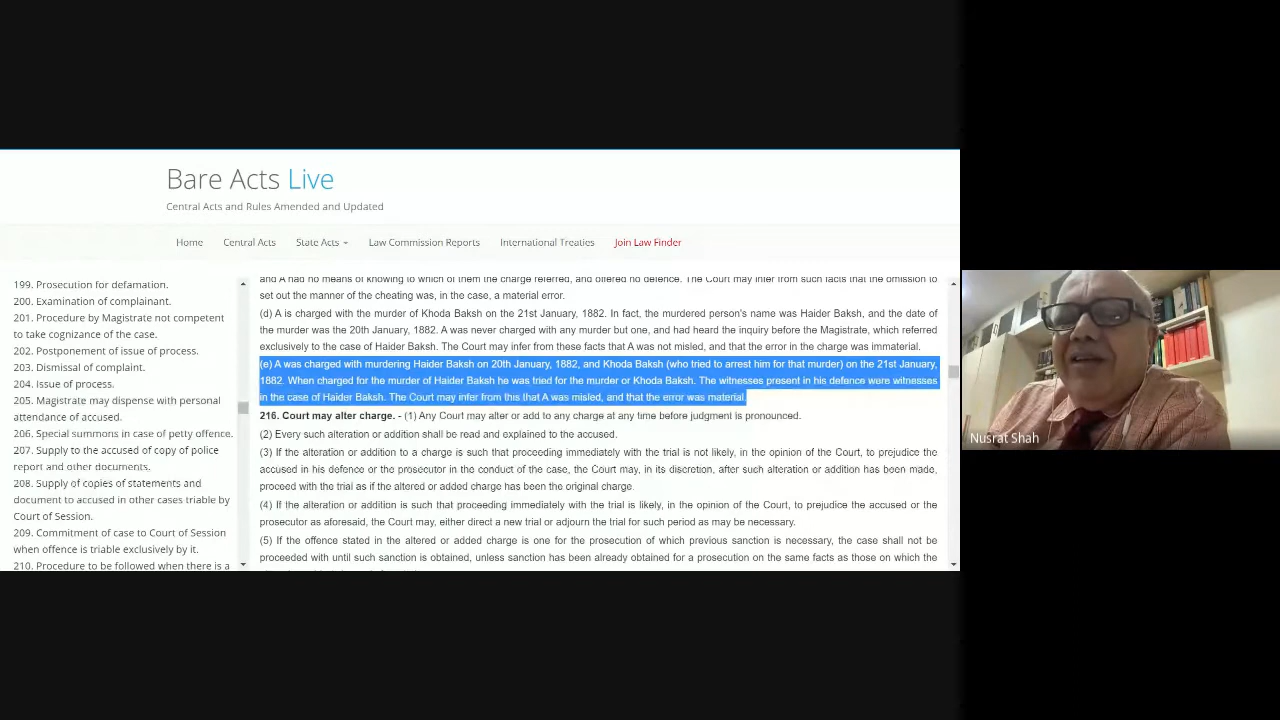 Bare Acts Live
Central Acts and Rules Amended and Updated
Home Central Acts State Acts Law Commission Reports International Treaties Join Law Finder
199. Prosecution for defamation.
200. Examination of complainant.
201. Procedure by Magistrate not competent
to take cognizance of the case.
202. Postponement of issue of process.
203. Dismissal of complaint.
204. Issue of process.
205. Magistrate may dispense with personal
attendance of accused.
206. Special summons in case of petty offence.
207. Supply to the accused of copy of police
report and other documents.
208. Supply of copies of statements and
document to accused in other cases triable by
Court of Session.
209. Commitment of case to Court of Session
when offence is triable exclusively by it.
210. Procedure to be followed when there is a
and A had no means of knowing to which of them the charge referred, and offered no defence. The Court may infer from such facts that the omission to
set out the manner of the cheating was, in the case, a material error.
(d) A is charged with the murder of Khoda Baksh on the 21st January, 1882. In fact, the murdered person's name was Haider Baksh, and the date of
the murder was the 20th January, 1882. A was never charged with any murder but one, and had heard the inquiry before the Magistrate, which referred
exclusively to the case of Haider Baksh. The Court may infer from these facts that A was not misled, and that the error in the charge was immaterial.
(e) A was charged with murdering Haider Baksh on 20th January, 1882, and Khoda Baksh (who tried to arrest him for that murder) on the 21st January,
1882. When charged for the murder of Haider Baksh he was tried for the murder or Khoda Baksh. The witnesses present in his defence were witnesses
in the case of Haider Baksh. The Court may infer from this that A was misled, and that the error was material.
216. Court may alter charge. - (1) Any Court may alter or add to any charge at any time before judgment is pronounced.
(2) Every such alteration or addition shall be read and explained to the accused.
(3) If the alteration or addition to a charge is such that proceeding immediately with the trial is not likely, in the opinion of the Court, to prejudice the
accused in his defence or the prosecutor in the conduct of the case, the Court may, in its discretion, after such alteration or addition has been made,
proceed with the trial as if the altered or added charge has been the original charge.
(4) If the alteration or addition is such that proceeding immediately with the trial is likely, in the opinion of the Court, to prejudice the accused or the
prosecutor as aforesaid, the Court may, either direct a new trial or adjourn the trial for such period as may be necessary.
(5) If the offence stated in the altered or added charge is one for the prosecution of which previous sanction is necessary, the case shall not be
proceeded with until such sanction is obtained, unless sanction has been already obtained for a prosecution on the same facts as those on which the
Nusrat Shah